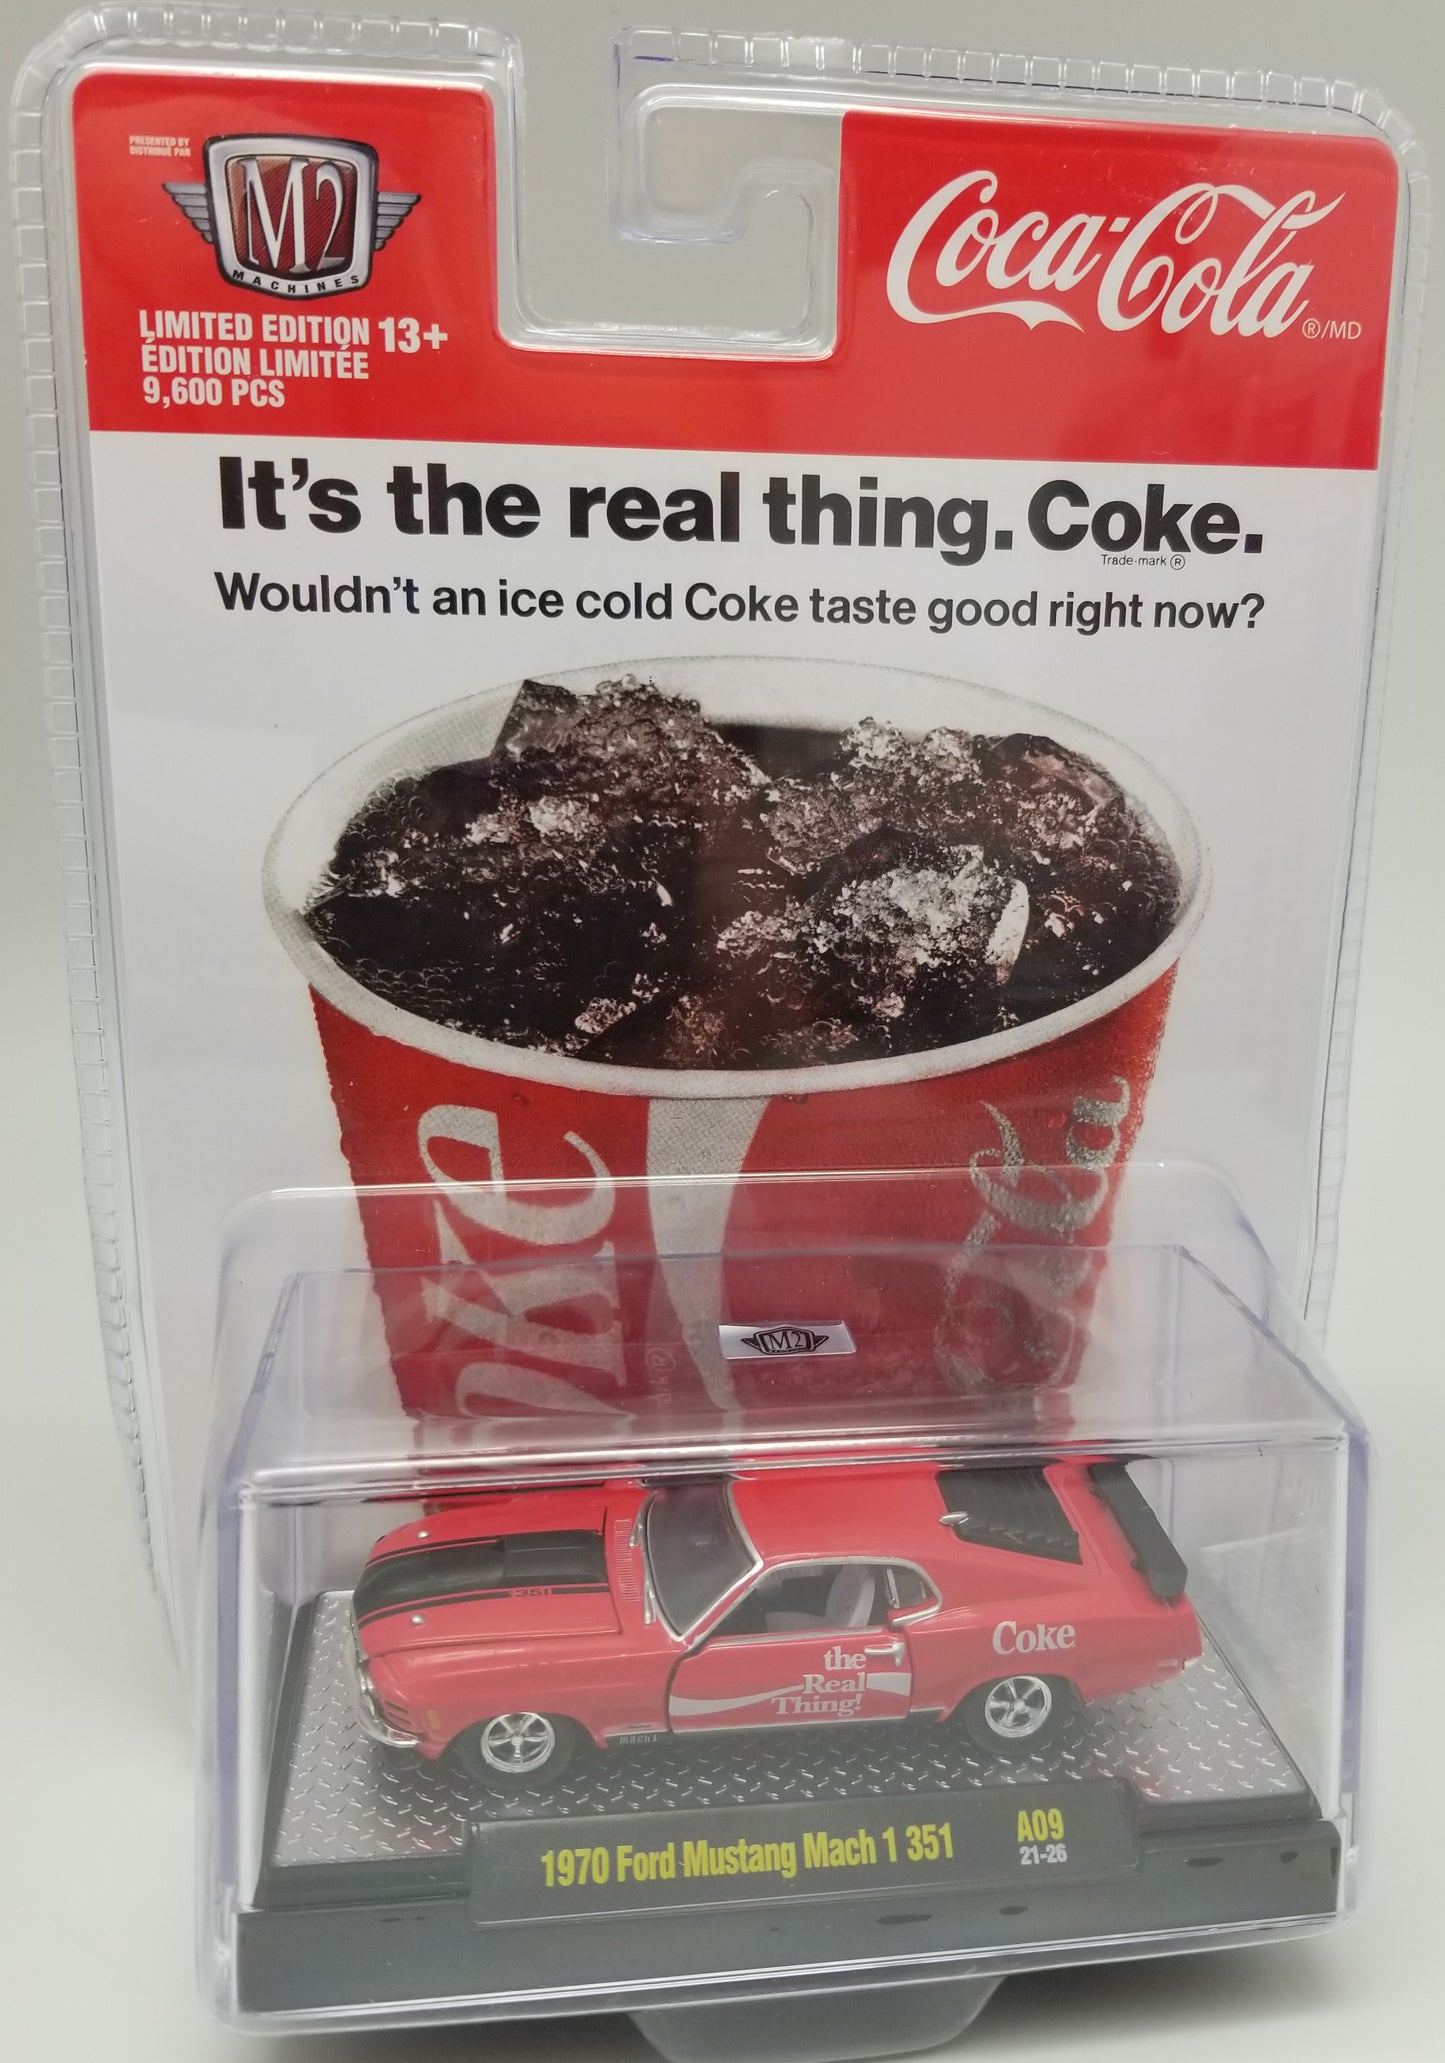 PRESENTED BY
DISTRIBUÉ PAR
M2
MACHINES
LIMITED EDITION 13+
ÉDITION LIMITÉE
9,600 PCS
Coca-Cola
®/MD
It's the real thing. Coke.
Trade-mark ®
Wouldn't an ice cold Coke taste good right now?
oke
Cola
M2
351
Coke
the
Real
Thing!
mach 1
1970 Ford Mustang Mach 1 351 A09
21-26